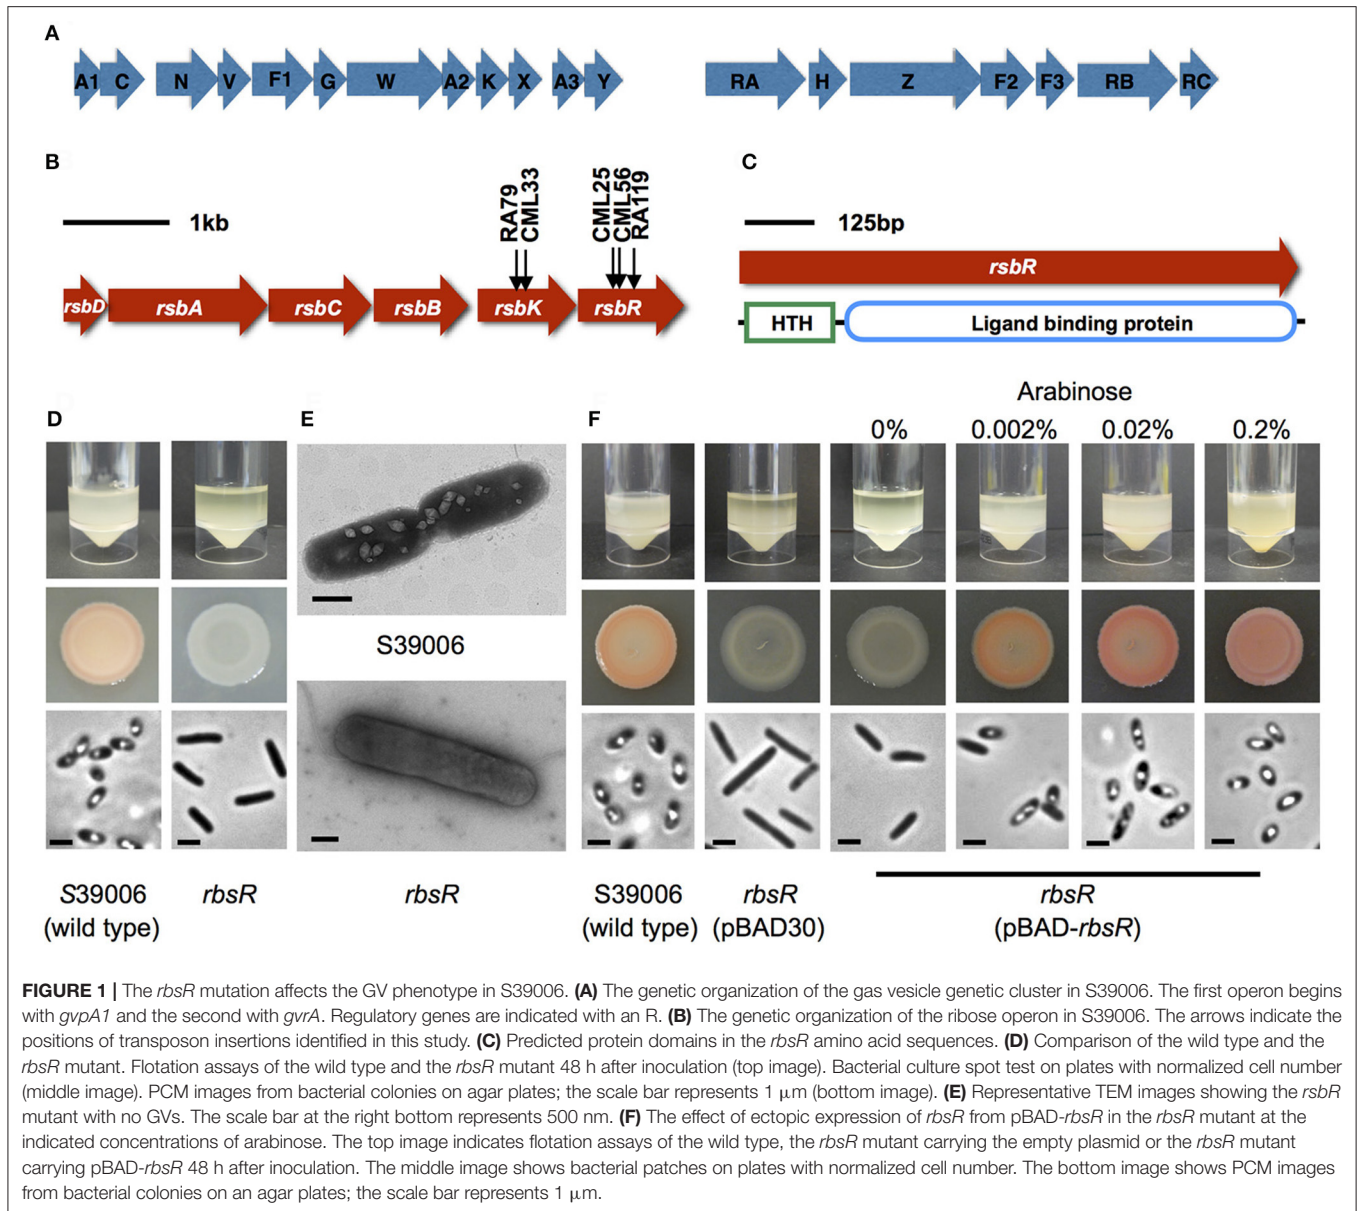 A
A1 C N V F1 G W A2 K X A3 Y RA H Z F2 F3 RB RC
B
1kb
RA79
CML33
CML25
CML56
RA119
rsbD rsbA rsbC rsbB rsbK rsbR
C
125bp
rsbR
HTH Ligand binding protein
D
S39006
(wild type)
rbsR
E
S39006
rbsR
F
Arabinose
0% 0.002% 0.02% 0.2%
S39006
(wild type)
rbsR
(pBAD30)
rbsR
(pBAD-rbsR)
FIGURE 1 | The rbsR mutation affects the GV phenotype in S39006. (A) The genetic organization of the gas vesicle genetic cluster in S39006. The first operon begins
with gvpA1 and the second with gvrA. Regulatory genes are indicated with an R. (B) The genetic organization of the ribose operon in S39006. The arrows indicate the
positions of transposon insertions identified in this study. (C) Predicted protein domains in the rbsR amino acid sequences. (D) Comparison of the wild type and the
rbsR mutant. Flotation assays of the wild type and the rbsR mutant 48 h after inoculation (top image). Bacterial culture spot test on plates with normalized cell number
(middle image). PCM images from bacterial colonies on agar plates; the scale bar represents 1 μm (bottom image). (E) Representative TEM images showing the rsbR
mutant with no GVs. The scale bar at the right bottom represents 500 nm. (F) The effect of ectopic expression of rbsR from pBAD-rbsR in the rbsR mutant at the
indicated concentrations of arabinose. The top image indicates flotation assays of the wild type, the rbsR mutant carrying the empty plasmid or the rbsR mutant
carrying pBAD-rbsR 48 h after inoculation. The middle image shows bacterial patches on plates with normalized cell number. The bottom image shows PCM images
from bacterial colonies on an agar plates; the scale bar represents 1 μm.